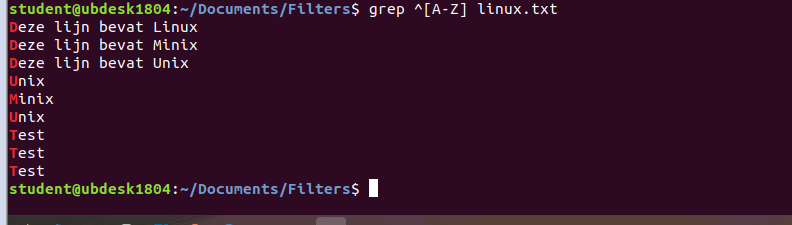 student@ubdesk1804:~/Documents/Filters$ grep ^[A-Z] linux.txt
Deze lijn bevat Linux
Deze lijn bevat Minix
Deze lijn bevat Unix
Unix
Minix
Unix
Test
Test
Test
student@ubdesk1804:~/Documents/Filters$